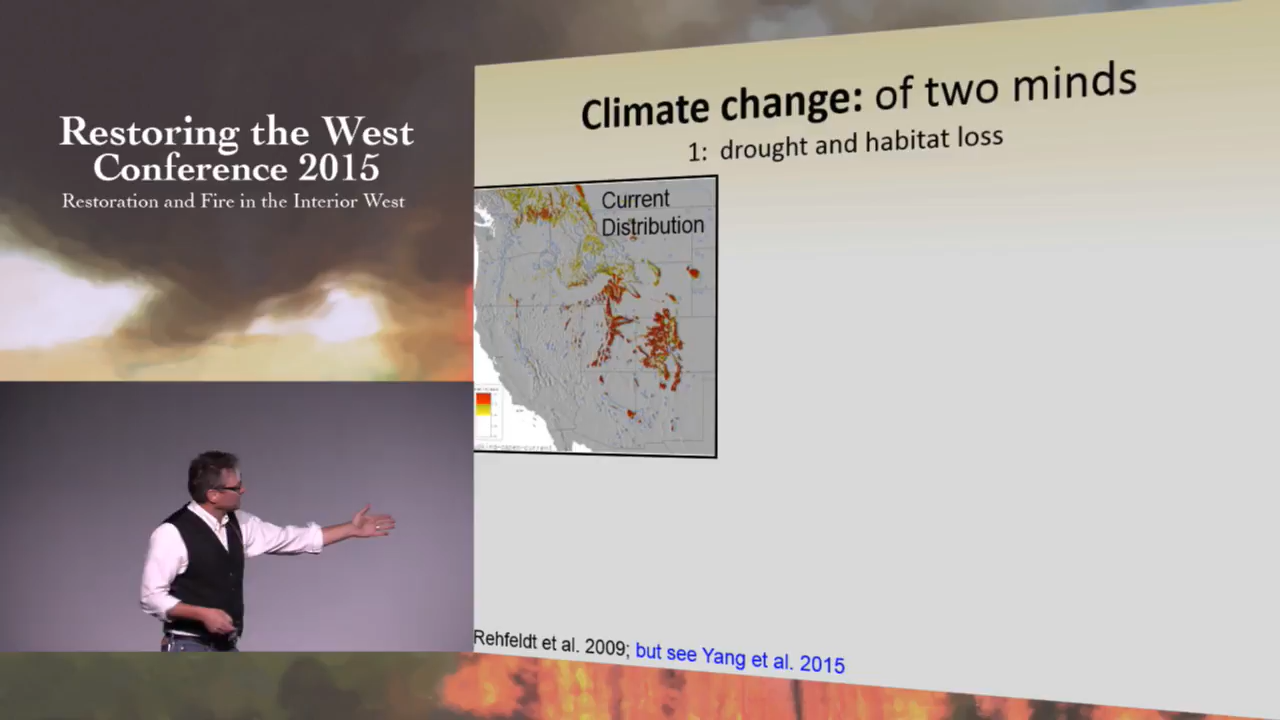 Restoring the West
Conference 2015
Restoration and Fire in the Interior West
Climate change: of two minds
1: drought and habitat loss
Current
Distribution
Rehfeldt et al. 2009; but see Yang et al. 2015